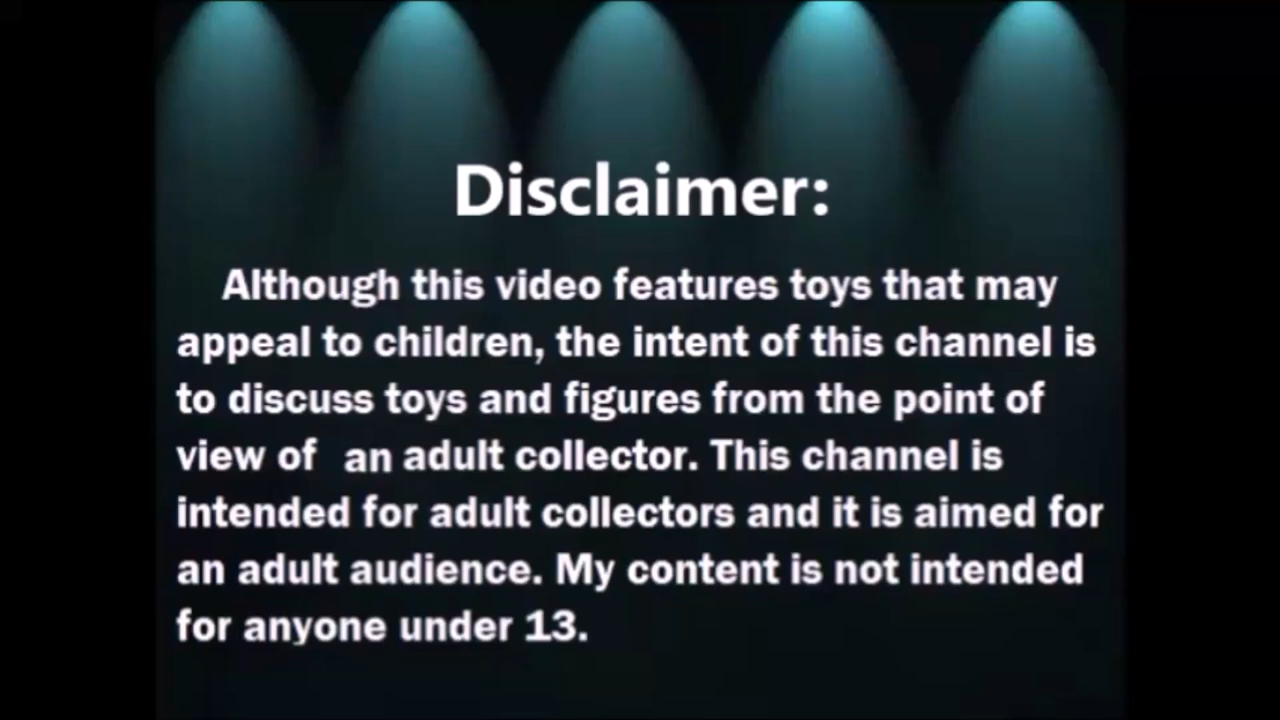 Disclaimer:
Although this video features toys that may
appeal to children, the intent of this channel is
to discuss toys and figures from the point of
view of an adult collector. This channel is
intended for adult collectors and it is aimed for
an adult audience. My content is not intended
for anyone under 13.